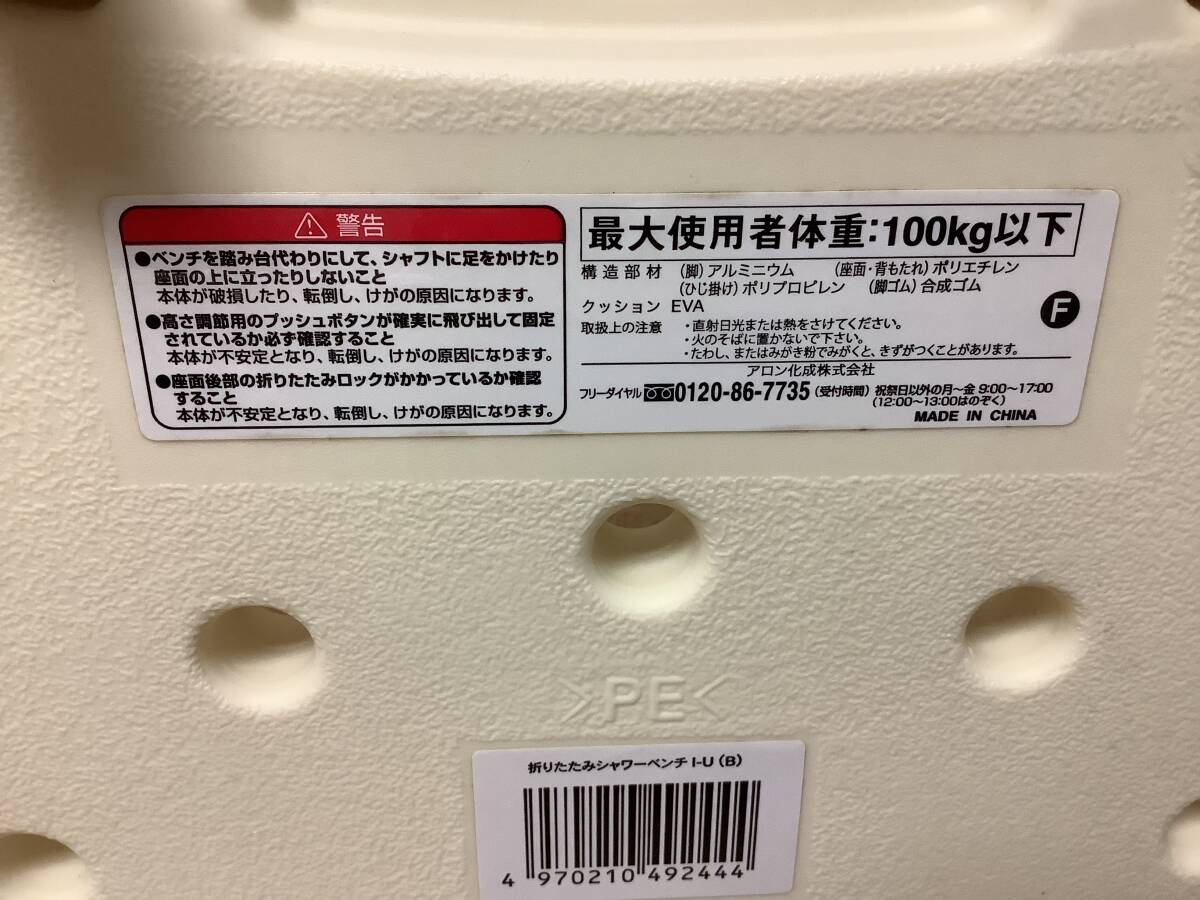 ⚠ 警告
●ベンチを踏み台代わりにして、シャフトに足をかけたり
座面の上に立ったりしないこと
本体が破損したり、転倒し、けがの原因になります。
●高さ調節用のプッシュボタンが確実に飛び出して固定
されているか必ず確認すること
本体が不安定となり、転倒し、けがの原因になります。
●座面後部の折りたたみロックがかかっているか確認
すること
本体が不安定となり、転倒し、けがの原因になります。
最大使用者体重:100kg以下
構造部材 (脚) アルミニウム (座面・背もたれ) ポリエチレン
(ひじ掛け) ポリプロピレン (脚ゴム) 合成ゴム
クッション EVA
F
取扱上の注意 ・直射日光または熱をさけてください。
・火のそばに置かないで下さい。
・たわし、またはみがき粉でみがくと、きずがつくことがあります。
アロン化成株式会社
フリーダイヤル 0120-86-7735 (受付時間) 祝祭日以外の月～金 9:00～17:00
(12:00～13:00はのぞく)
MADE IN CHINA
>PE<
折りたたみシャワーベンチ I-U (B)
4 970210 492444